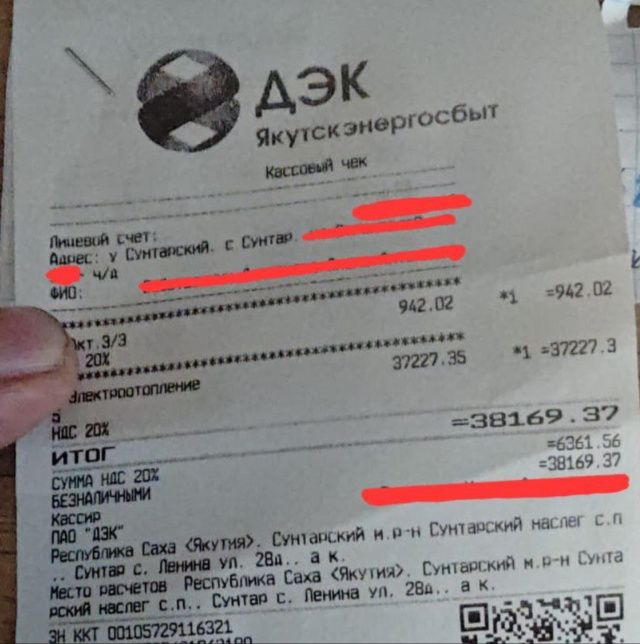 ДЭК
Якутскэнергосбыт
Кассовый чек
Лицевой счет:
Адрес: у Сунтарский. с Сунтар.
ч/д
ФИО:
************************************
942.02 *1 =942.02
кт.Э/Э
20%
************************************
37227.35 *1 =37227.3
Электроотопление
5
НДС 20%
ИТОГ =38169.37
СУММА НДС 20% =6361.56
БЕЗНАЛИЧНЫМИ =38169.37
Кассир
ПАО "ДЭК"
Республика Саха (Якутия). Сунтарский м.р-н Сунтарский наслег с.п
.. Сунтар с. Ленина ул. 28д.. а к.
Место расчетов Республика Саха (Якутия). Сунтарский м.р-н Сунта
рский наслег с.п.. Сунтар с. Ленина ул. 28д.. а к.
ЗН ККТ 00105729116321